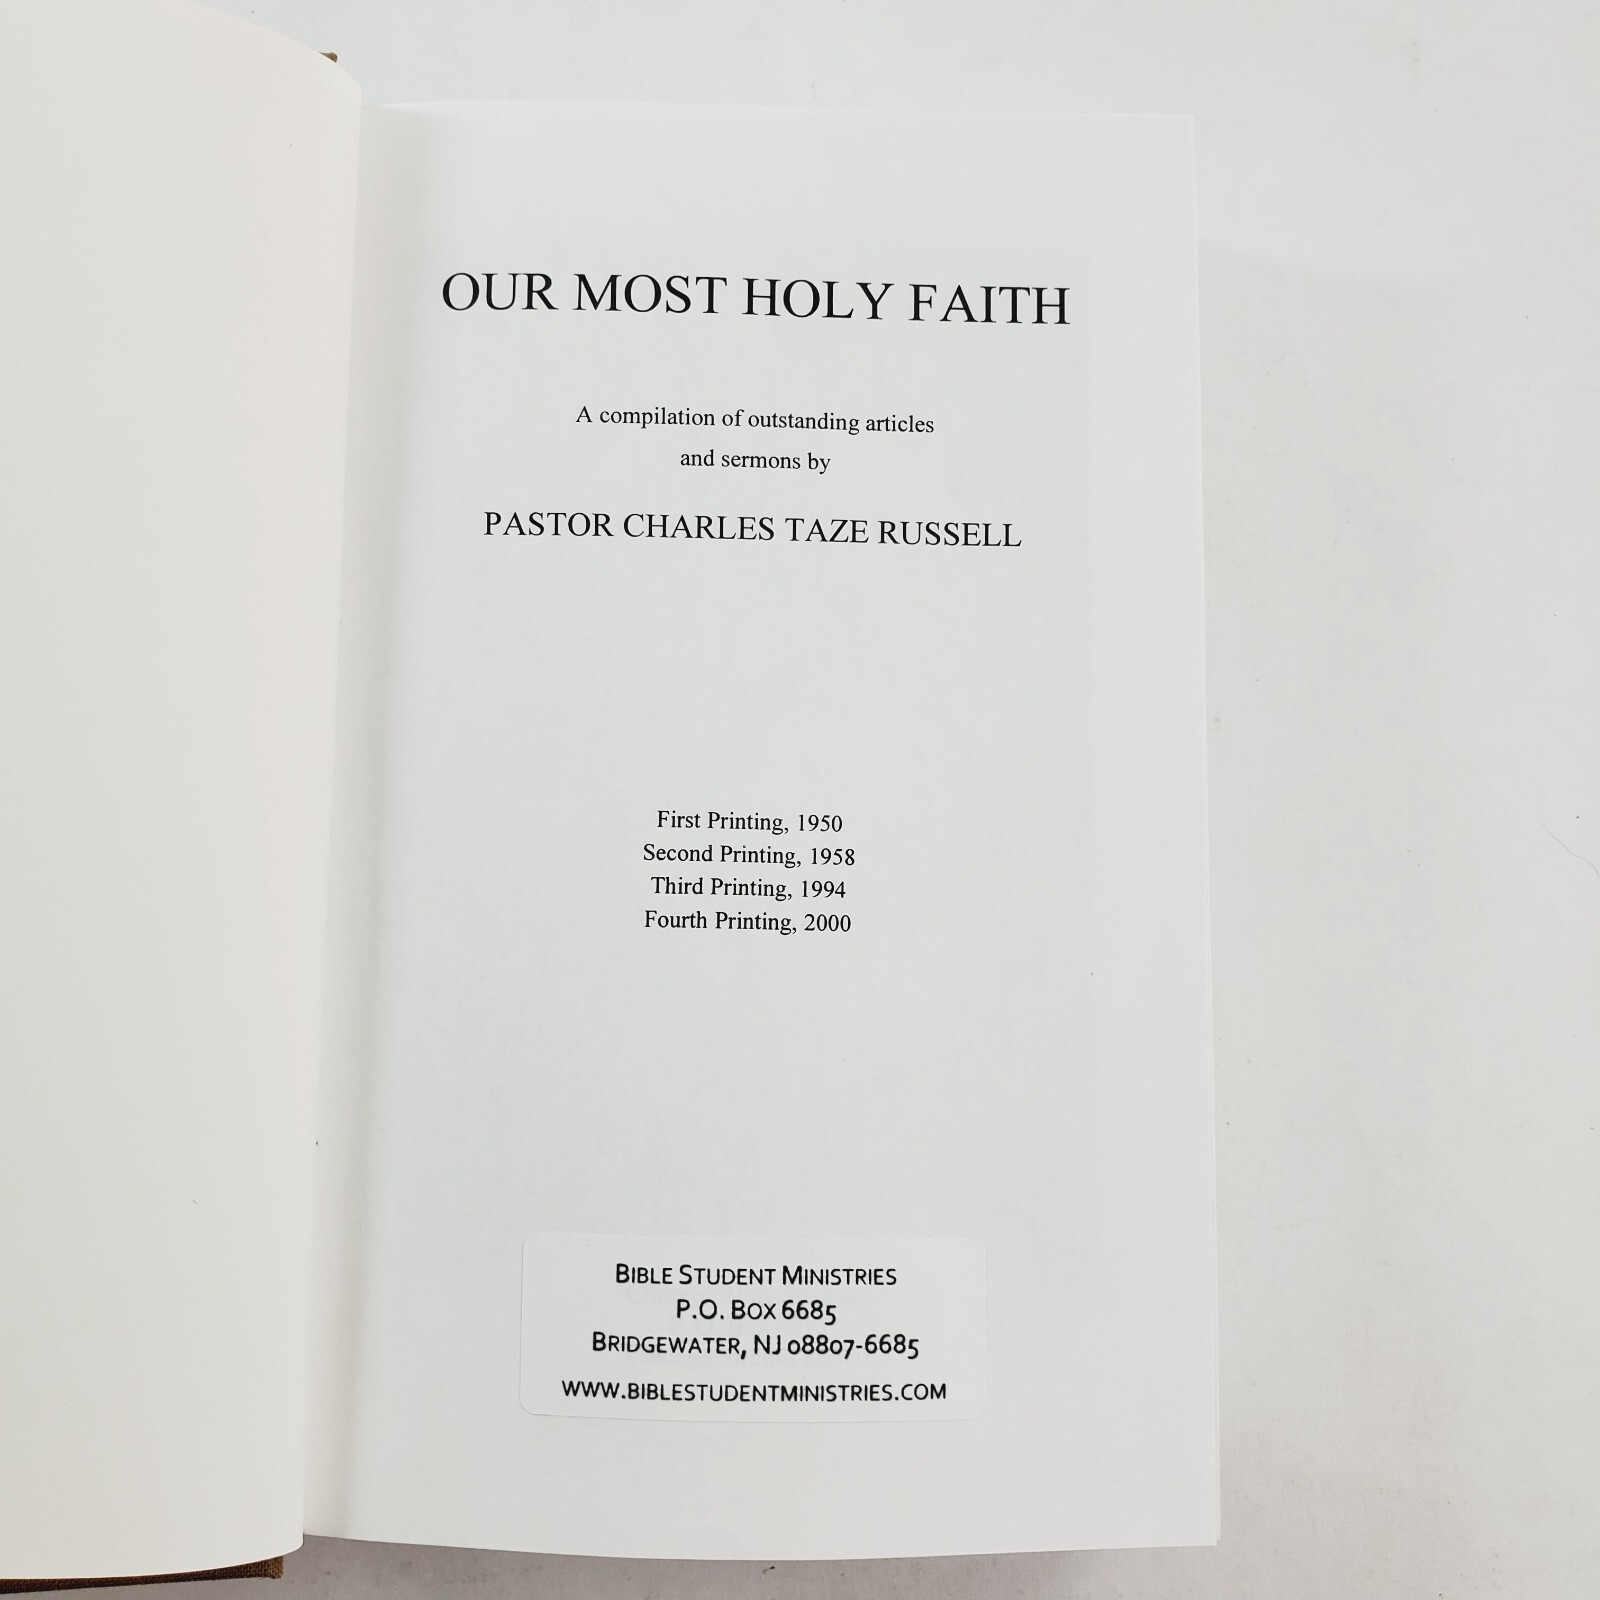 OUR MOST HOLY FAITH
A compilation of outstanding articles
and sermons by
PASTOR CHARLES TAZE RUSSELL
First Printing, 1950
Second Printing, 1958
Third Printing, 1994
Fourth Printing, 2000
BIBLE STUDENT MINISTRIES
P.O. BOX 6685
BRIDGEWATER, NJ 08807-6685
WWW.BIBLESTUDENTMINISTRIES.COM